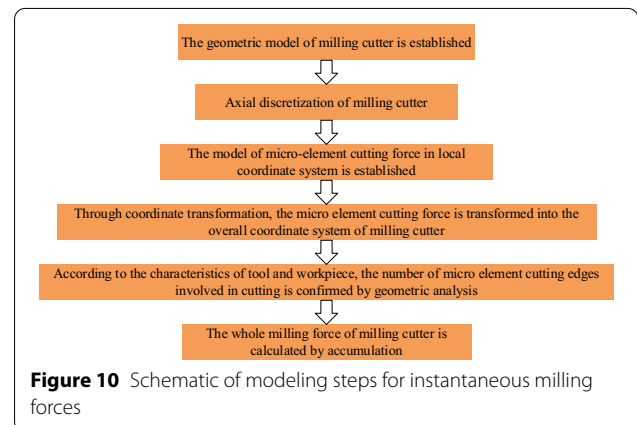 The geometric model of milling cutter is established
Axial discretization of milling cutter
The model of micro-element cutting force in local
coordinate system is established
Through coordinate transformation, the micro element cutting force is transformed into the
overall coordinate system of milling cutter
According to the characteristics of tool and workpiece, the number of micro element cutting edges
involved in cutting is confirmed by geometric analysis
The whole milling force of milling cutter is
calculated by accumulation
Figure 10 Schematic of modeling steps for instantaneous milling
forces